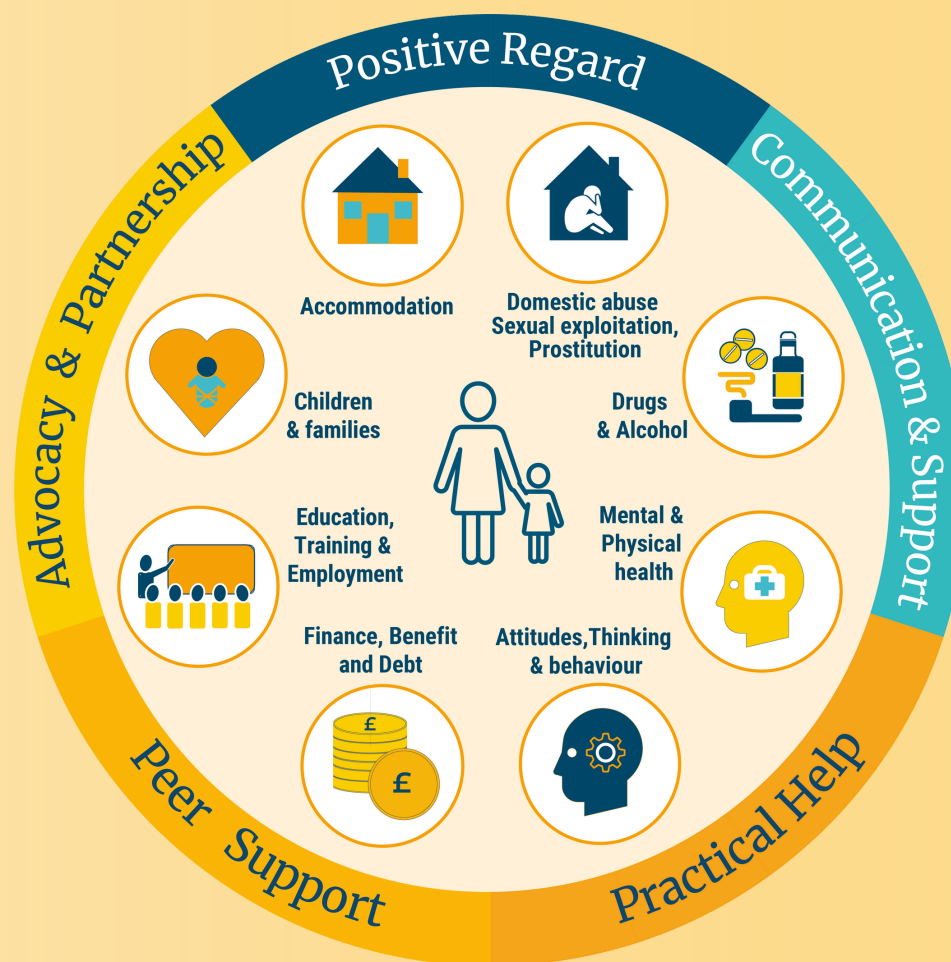 Positive Regard
Communication & Support
Practical Help
Peer Support
Advocacy & Partnership
Accommodation
Domestic abuse
Sexual exploitation,
Prostitution
Children
& families
Drugs
& Alcohol
Education,
Training &
Employment
Mental &
Physical
health
Finance, Benefit
and Debt
Attitudes,Thinking
& behaviour
£
£